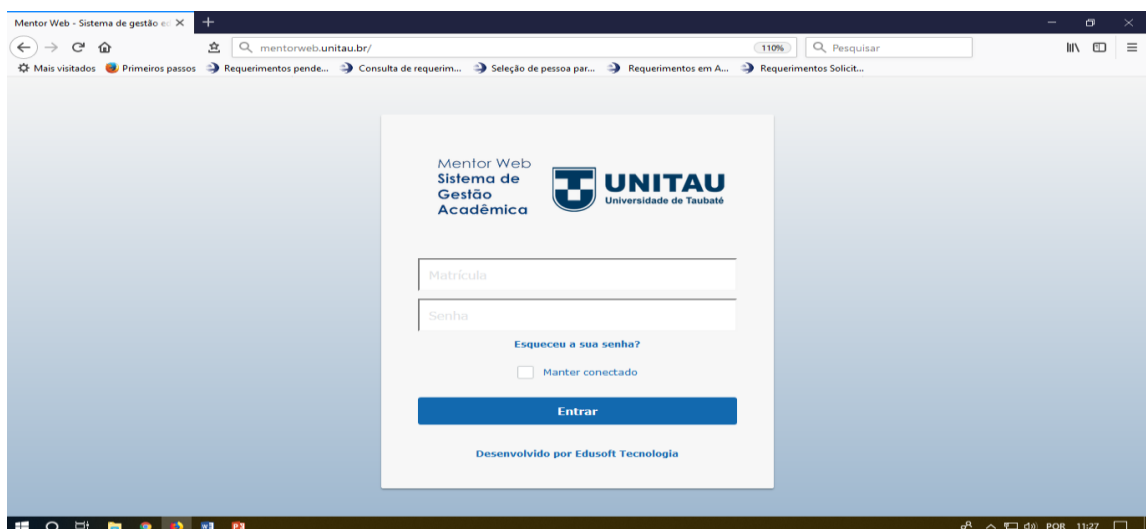 Mentor Web - Sistema de gestão ec
mentorweb.unitau.br/
110%
Pesquisar
Mais visitados
Primeiros passos
Requerimentos pende...
Consulta de requerim...
Seleção de pessoa par...
Requerimentos em A...
Requerimentos Solicit...
Mentor Web
Sistema de
Gestão
Acadêmica
UNITAU
Universidade de Taubaté
Matrícula
Senha
Esqueceu a sua senha?
Manter conectado
Entrar
Desenvolvido por Edusoft Tecnologia
POR 11:27